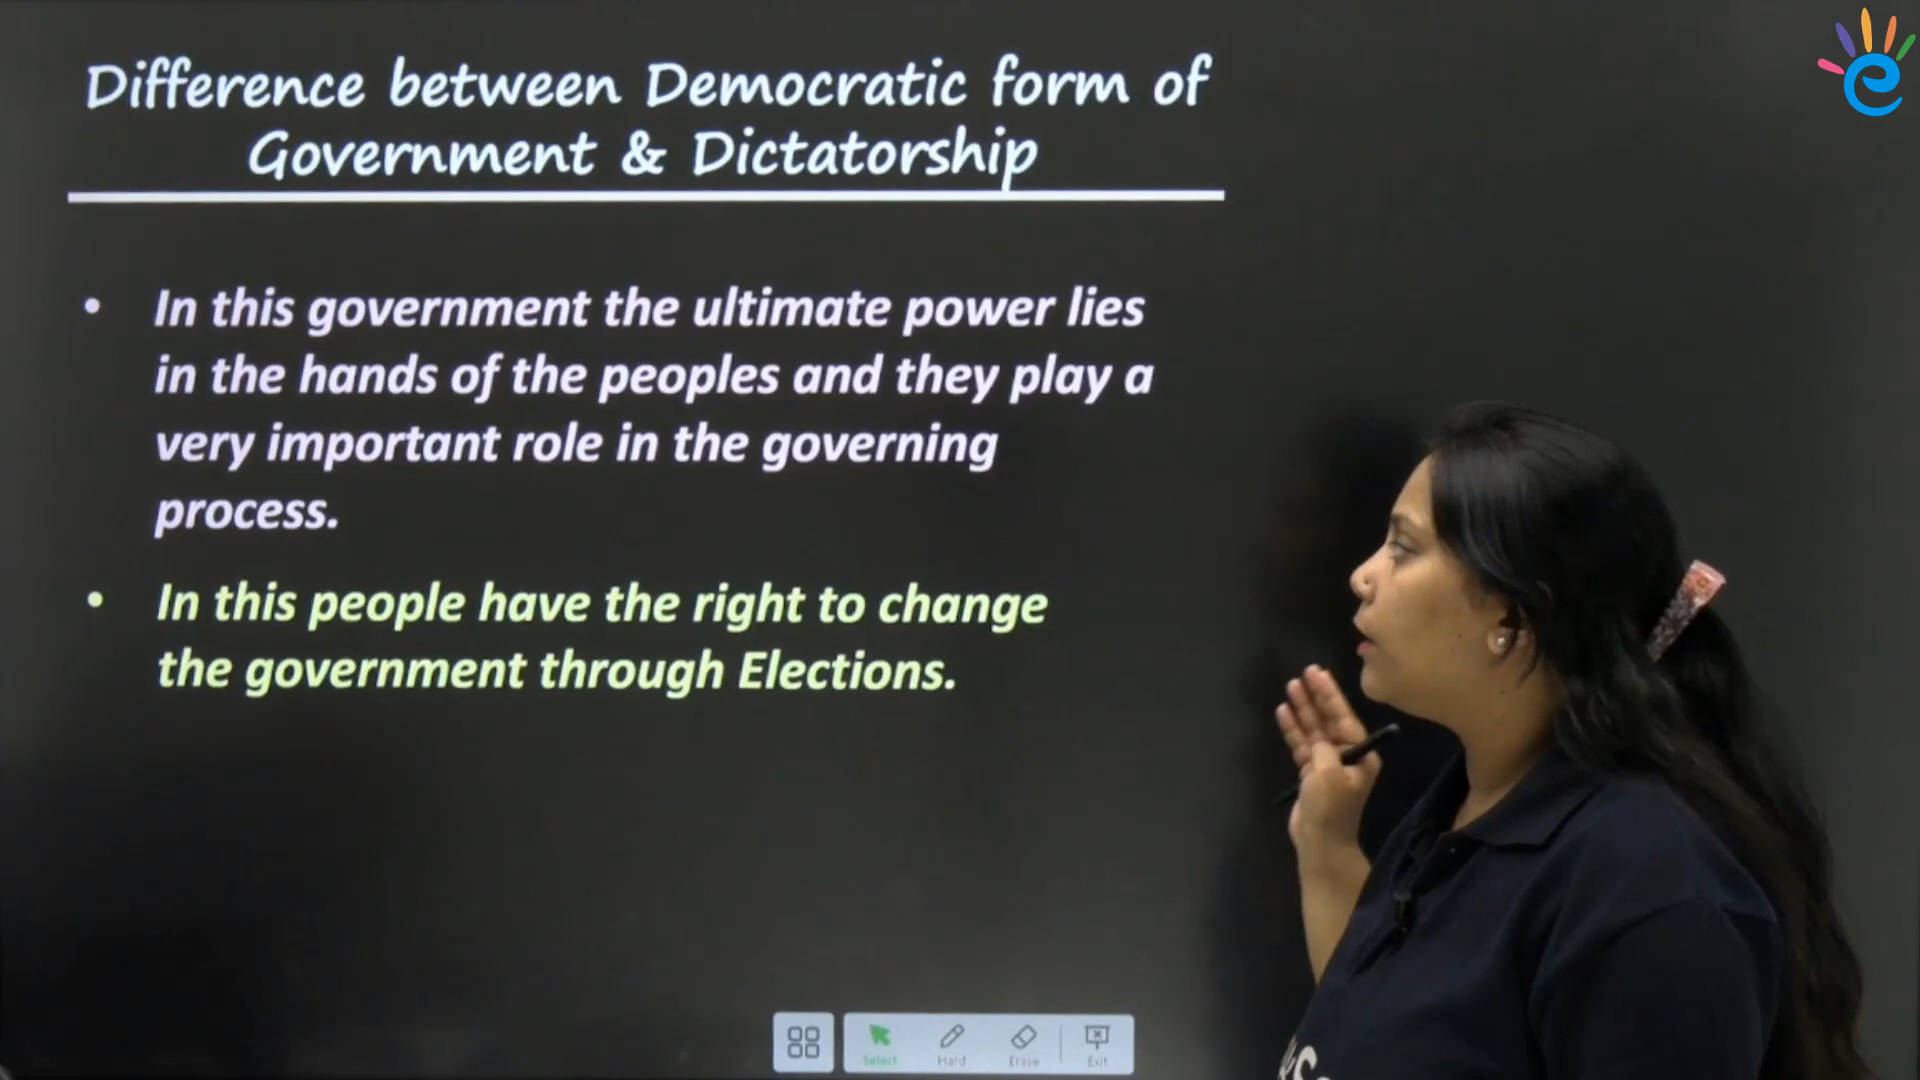 Difference between Democratic form of
Government & Dictatorship
• In this government the ultimate power lies
in the hands of the peoples and they play a
very important role in the governing
process.
• In this people have the right to change
the government through Elections.
Select Hard Erase Exit